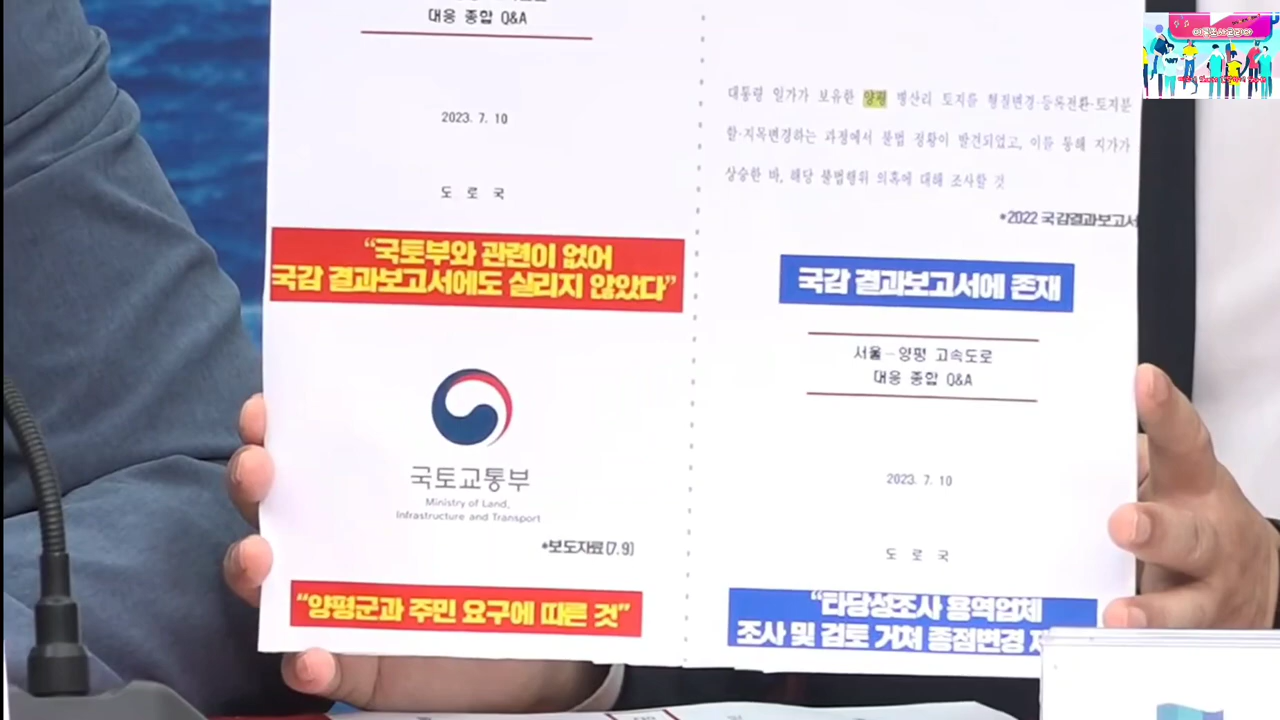 대응 종합 Q&A
2023. 7. 10
도 로 국
“국토부와 관련이 없어
국감 결과보고서에도 실리지 않았다”
국토교통부
Ministry of Land,
Infrastructure and Transport
*보도자료(7.9)
“양평군과 주민 요구에 따른 것”
대통령 일가가 보유한 양평 병산리 토지를 형질변경·등록전환·토지분
할·지목변경하는 과정에서 불법 정황이 발견되었고, 이를 통해 지가가
상승한 바, 해당 불법행위 의혹에 대해 조사할 것
*2022 국감결과보고서
국감 결과보고서에 존재
서울-양평 고속도로
대응 종합 Q&A
2023. 7. 10
도 로 국
“타당성조사 용역업체
조사 및 검토 거쳐 종점변경